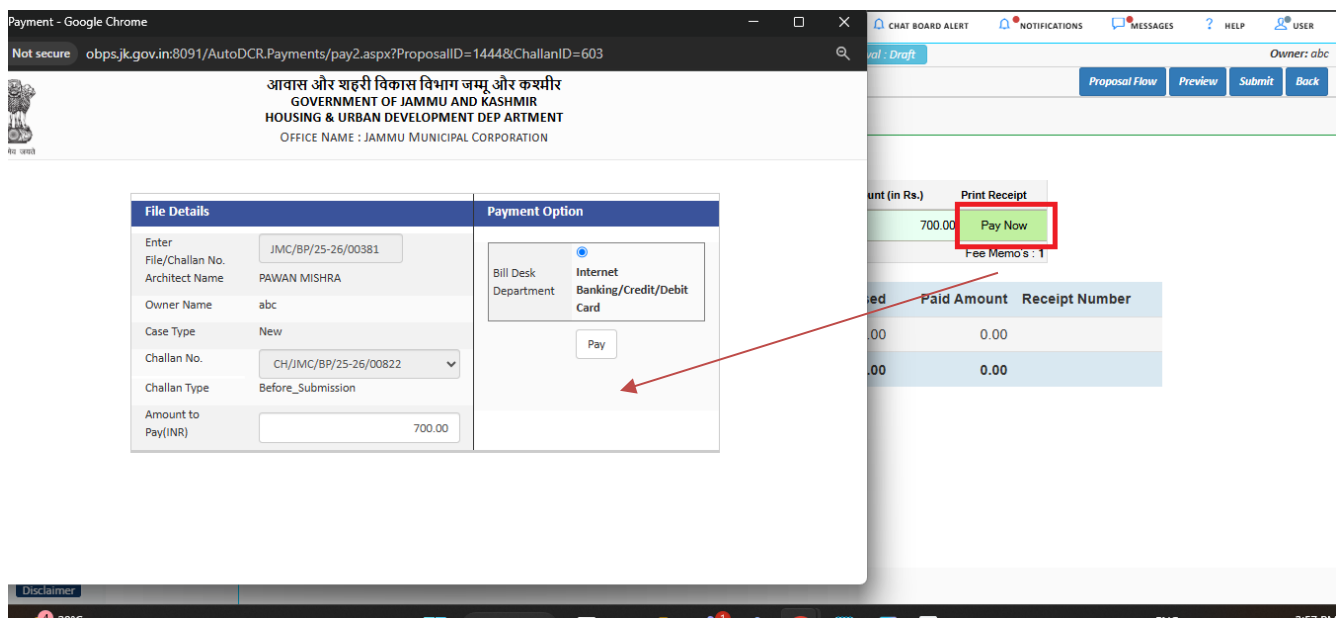 Payment - Google Chrome
CHAT BOARD ALERT
NOTIFICATIONS
MESSAGES
? HELP
USER
Not secure obps.jk.gov.in:8091/AutoDCR.Payments/pay2.aspx?ProposalID=1444&ChallanID=603
: Draft
Owner: abc
Proposal Flow
Preview
Submit
Back
आवास और शहरी विकास विभाग जम्मू और कश्मीर
GOVERNMENT OF JAMMU AND KASHMIR
HOUSING & URBAN DEVELOPMENT DEP ARTMENT
OFFICE NAME : JAMMU MUNICIPAL CORPORATION
जयते
File Details
Payment Option
Enter
File/Challan No.
JMC/BP/25-26/00381
Architect Name PAWAN MISHRA
Owner Name abc
Case Type New
Challan No. CH/JMC/BP/25-26/00822
Challan Type Before_Submission
Amount to
Pay(INR) 700.00
Bill Desk
Department
Internet
Banking/Credit/Debit
Card
Pay
(in Rs.) Print Receipt
700.00 Pay Now
Fee Memo's : 1
Paid Amount Receipt Number
.00 0.00
.00 0.00
Disclaimer